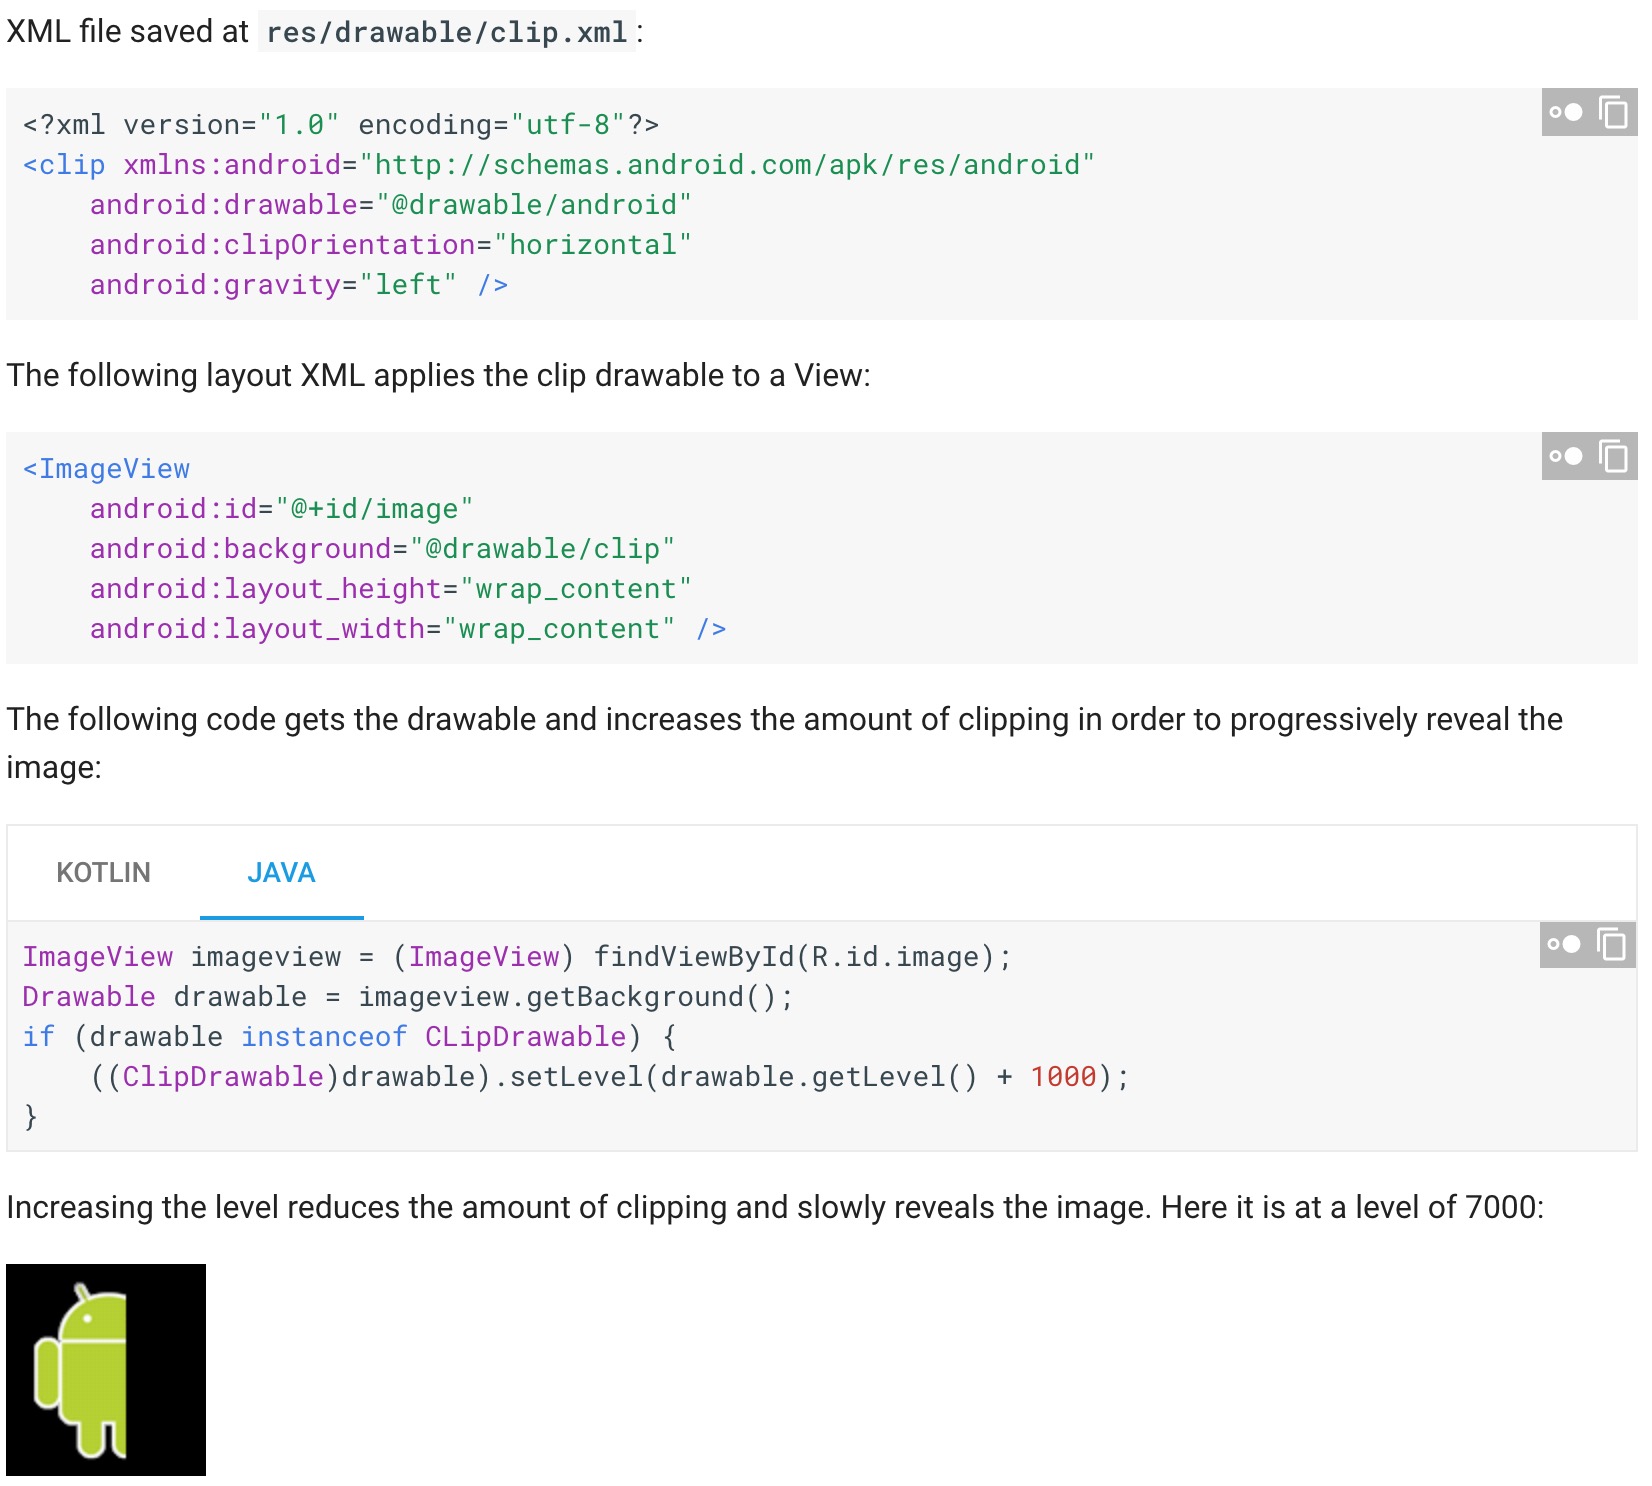 XML file saved at res/drawable/clip.xml:
<?xml version="1.0" encoding="utf-8"?>
<clip xmlns:android="http://schemas.android.com/apk/res/android"
    android:drawable="@drawable/android"
    android:clipOrientation="horizontal"
    android:gravity="left" />
The following layout XML applies the clip drawable to a View:
<ImageView
    android:id="@+id/image"
    android:background="@drawable/clip"
    android:layout_height="wrap_content"
    android:layout_width="wrap_content" />
The following code gets the drawable and increases the amount of clipping in order to progressively reveal the
image:
KOTLIN JAVA
ImageView imageview = (ImageView) findViewById(R.id.image);
Drawable drawable = imageview.getBackground();
if (drawable instanceof CLipDrawable) {
    ((ClipDrawable)drawable).setLevel(drawable.getLevel() + 1000);
}
Increasing the level reduces the amount of clipping and slowly reveals the image. Here it is at a level of 7000: